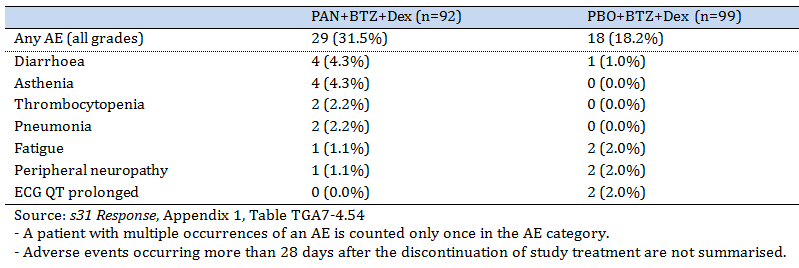 PAN+BTZ+Dex (n=92) PBO+BTZ+Dex (n=99)
Any AE (all grades) 29 (31.5%) 18 (18.2%)
Diarrhoea 4 (4.3%) 1 (1.0%)
Asthenia 4 (4.3%) 0 (0.0%)
Thrombocytopenia 2 (2.2%) 0 (0.0%)
Pneumonia 2 (2.2%) 0 (0.0%)
Fatigue 1 (1.1%) 2 (2.0%)
Peripheral neuropathy 1 (1.1%) 2 (2.0%)
ECG QT prolonged 0 (0.0%) 2 (2.0%)
Source: s31 Response, Appendix 1, Table TGA7-4.54
- A patient with multiple occurrences of an AE is counted only once in the AE category.
- Adverse events occurring more than 28 days after the discontinuation of study treatment are not summarised.